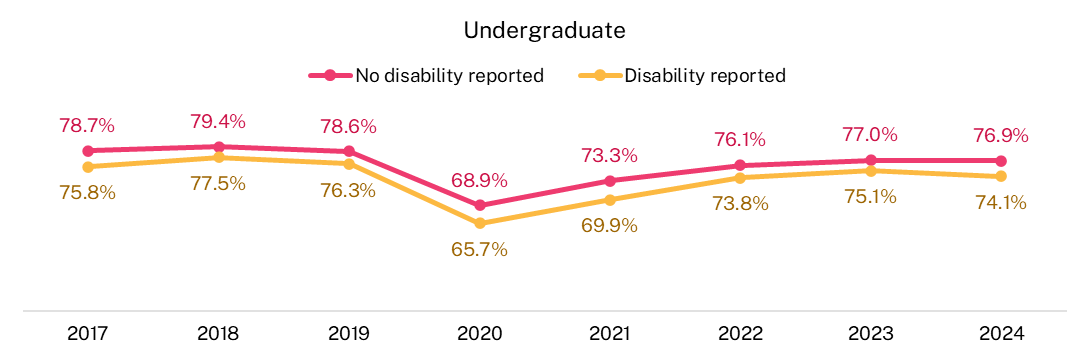 Undergraduate
No disability reported Disability reported
78.7% 79.4% 78.6% 68.9% 73.3% 76.1% 77.0% 76.9%
75.8% 77.5% 76.3% 65.7% 69.9% 73.8% 75.1% 74.1%
2017 2018 2019 2020 2021 2022 2023 2024